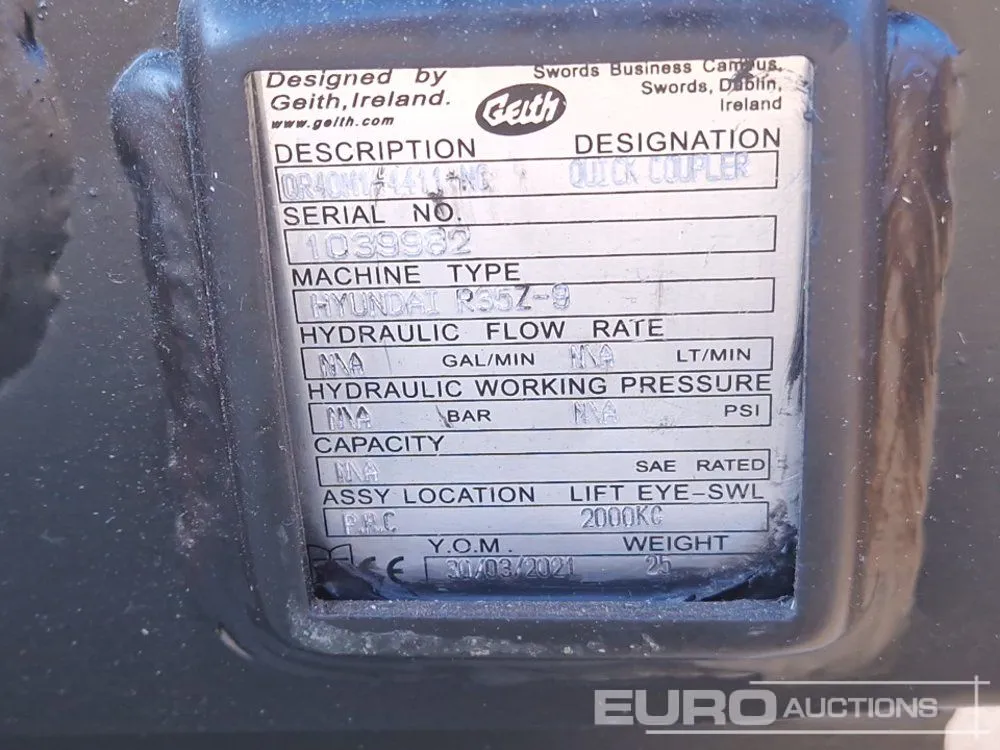 Designed by
Geith, Ireland.
www.geith.com
Geith
Swords Business Campus,
Swords, Dublin,
Ireland
DESCRIPTION DESIGNATION
QUICK COUPLER
SERIAL NO.
1039962
MACHINE TYPE
HYUNDAI R35Z-9
HYDRAULIC FLOW RATE
N\A GAL/MIN N\A LT/MIN
HYDRAULIC WORKING PRESSURE
N\A BAR N\A PSI
CAPACITY
N\A SAE RATED
ASSY LOCATION LIFT EYE-SWL
P.R.C 2000KG
Y.O.M. WEIGHT
CE 30/03/2021 25
EURO AUCTIONS